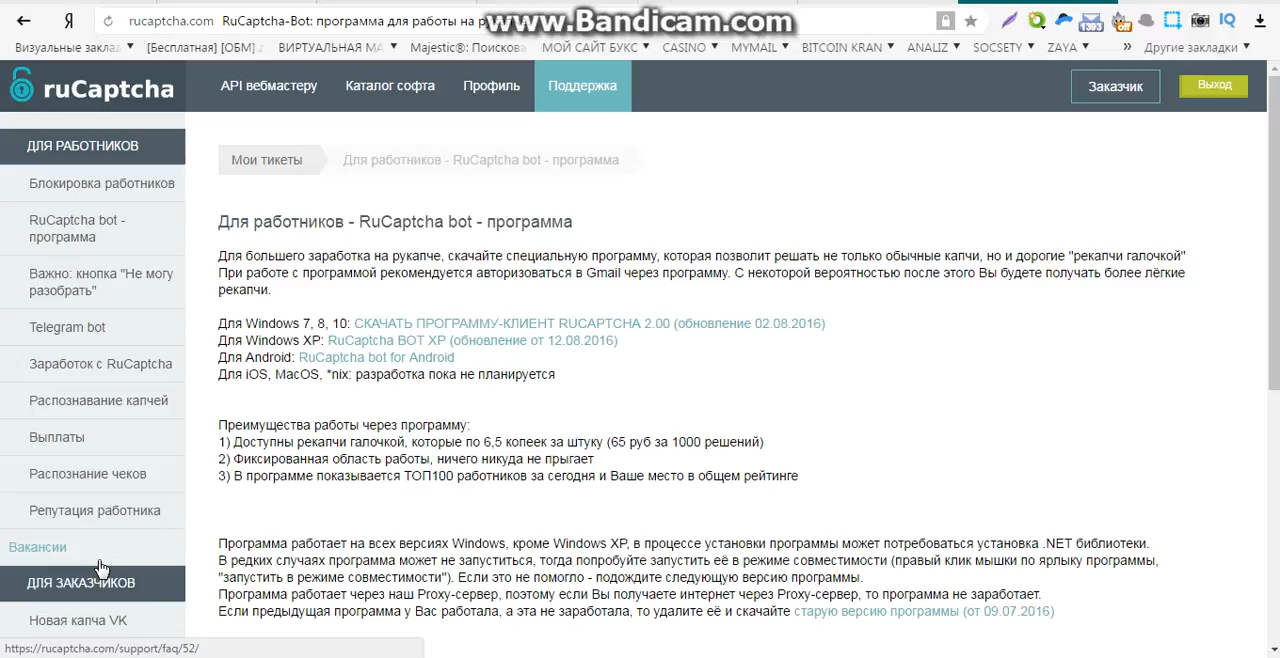 Я rucaptcha.com RuCaptcha-Bot: программа для работы на
www.Bandicam.com
1393
off
IQ
Визуальные заклад [Бесплатная] [ОБМ] ВИРТУАЛЬНАЯ МА Majestic®: Поискова МОЙ САЙТ БУКС CASINO MYMAIL BITCOIN KRAN ANALIZ SOCSETY ZAYA » Другие закладки
ruCaptcha
API вебмастеру
Каталог софта
Профиль
Поддержка
Заказчик
Выход
ДЛЯ РАБОТНИКОВ
Блокировка работников
RuCaptcha bot -
программа
Важно: кнопка "Не могу
разобрать"
Telegram bot
Заработок с RuCaptcha
Распознавание капчей
Выплаты
Распознание чеков
Репутация работника
Вакансии
ДЛЯ ЗАКАЗЧИКОВ
Новая капча VK
Мои тикеты
Для работников - RuCaptcha bot - программа
Для работников - RuCaptcha bot - программа
Для большего заработка на рукапче, скачайте специальную программу, которая позволит решать не только обычные капчи, но и дорогие "рекапчи галочкой"
При работе с программой рекомендуется авторизоваться в Gmail через программу. С некоторой вероятностью после этого Вы будете получать более лёгкие
рекапчи.
Для Windows 7, 8, 10: СКАЧАТЬ ПРОГРАММУ-КЛИЕНТ RUCAPTCHA 2.00 (обновление 02.08.2016)
Для Windows XP: RuCaptcha BOT XP (обновление от 12.08.2016)
Для Android: RuCaptcha bot for Android
Для iOS, MacOS, *nix: разработка пока не планируется
Преимущества работы через программу:
1) Доступны рекапчи галочкой, которые по 6,5 копеек за штуку (65 руб за 1000 решений)
2) Фиксированная область работы, ничего никуда не прыгает
3) В программе показывается ТОП100 работников за сегодня и Ваше место в общем рейтинге
Программа работает на всех версиях Windows, кроме Windows XP, в процессе установки программы может потребоваться установка .NET библиотеки.
В редких случаях программа может не запуститься, тогда попробуйте запустить её в режиме совместимости (правый клик мышки по ярлыку программы,
"запустить в режиме совместимости"). Если это не помогло - подождите следующую версию программы.
Программа работает через наш Proxy-сервер, поэтому если Вы получаете интернет через Proxy-сервер, то программа не заработает.
Если предыдущая программа у Вас работала, а эта не заработала, то удалите её и скачайте старую версию программы (от 09.07.2016)
https://rucaptcha.com/support/faq/52/